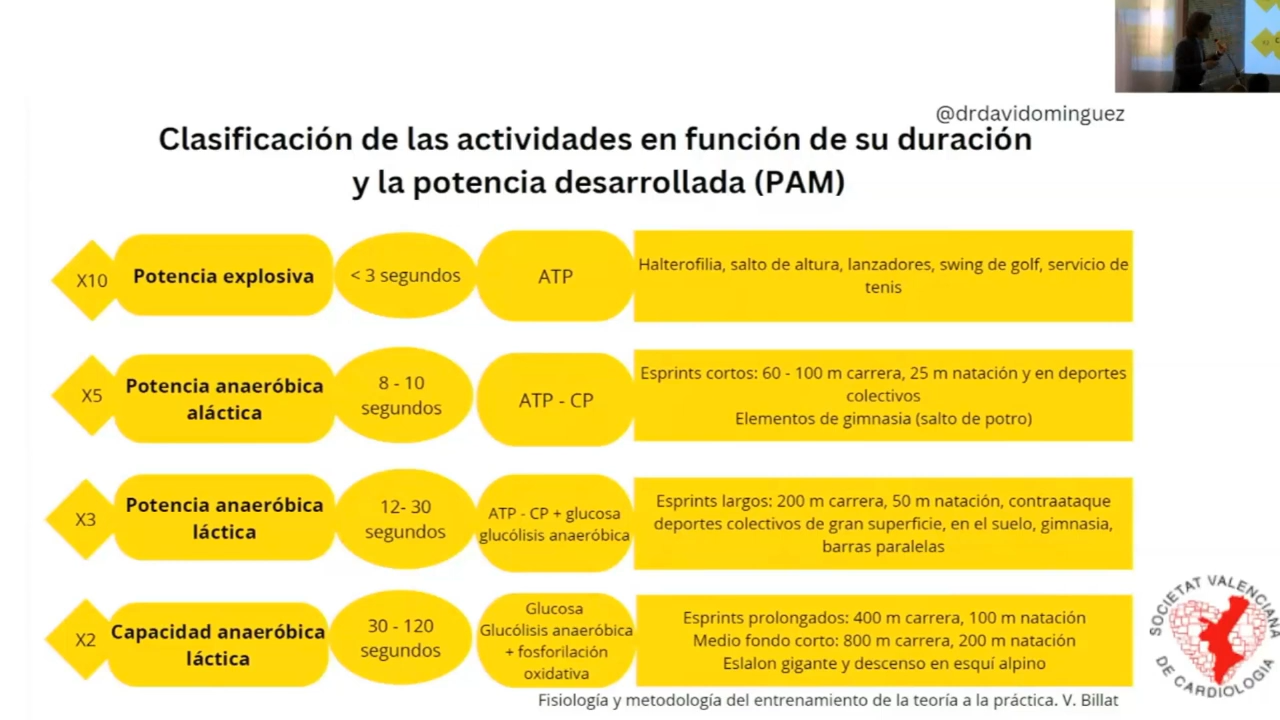 @drdavidominguez
Clasificación de las actividades en función de su duración
y la potencia desarrollada (PAM)
X10
Potencia explosiva
< 3 segundos
ATP
Halterofilia, salto de altura, lanzadores, swing de golf, servicio de
tenis
X5
Potencia anaeróbica
aláctica
8 - 10
segundos
ATP - CP
Esprints cortos: 60 - 100 m carrera, 25 m natación y en deportes
colectivos
Elementos de gimnasia (salto de potro)
X3
Potencia anaeróbica
láctica
12- 30
segundos
ATP - CP + glucosa
glucólisis anaeróbica
Esprints largos: 200 m carrera, 50 m natación, contraataque
deportes colectivos de gran superficie, en el suelo, gimnasia,
barras paralelas
X2
Capacidad anaeróbica
láctica
30 - 120
segundos
Glucosa
Glucólisis anaeróbica
+ fosforilación
oxidativa
Esprints prolongados: 400 m carrera, 100 m natación
Medio fondo corto: 800 m carrera, 200 m natación
Eslalon gigante y descenso en esquí alpino
Fisiología y metodología del entrenamiento de la teoría a la práctica. V. Billat
SOCIETAT VALENCIANA
DE CARDIOLOGIA